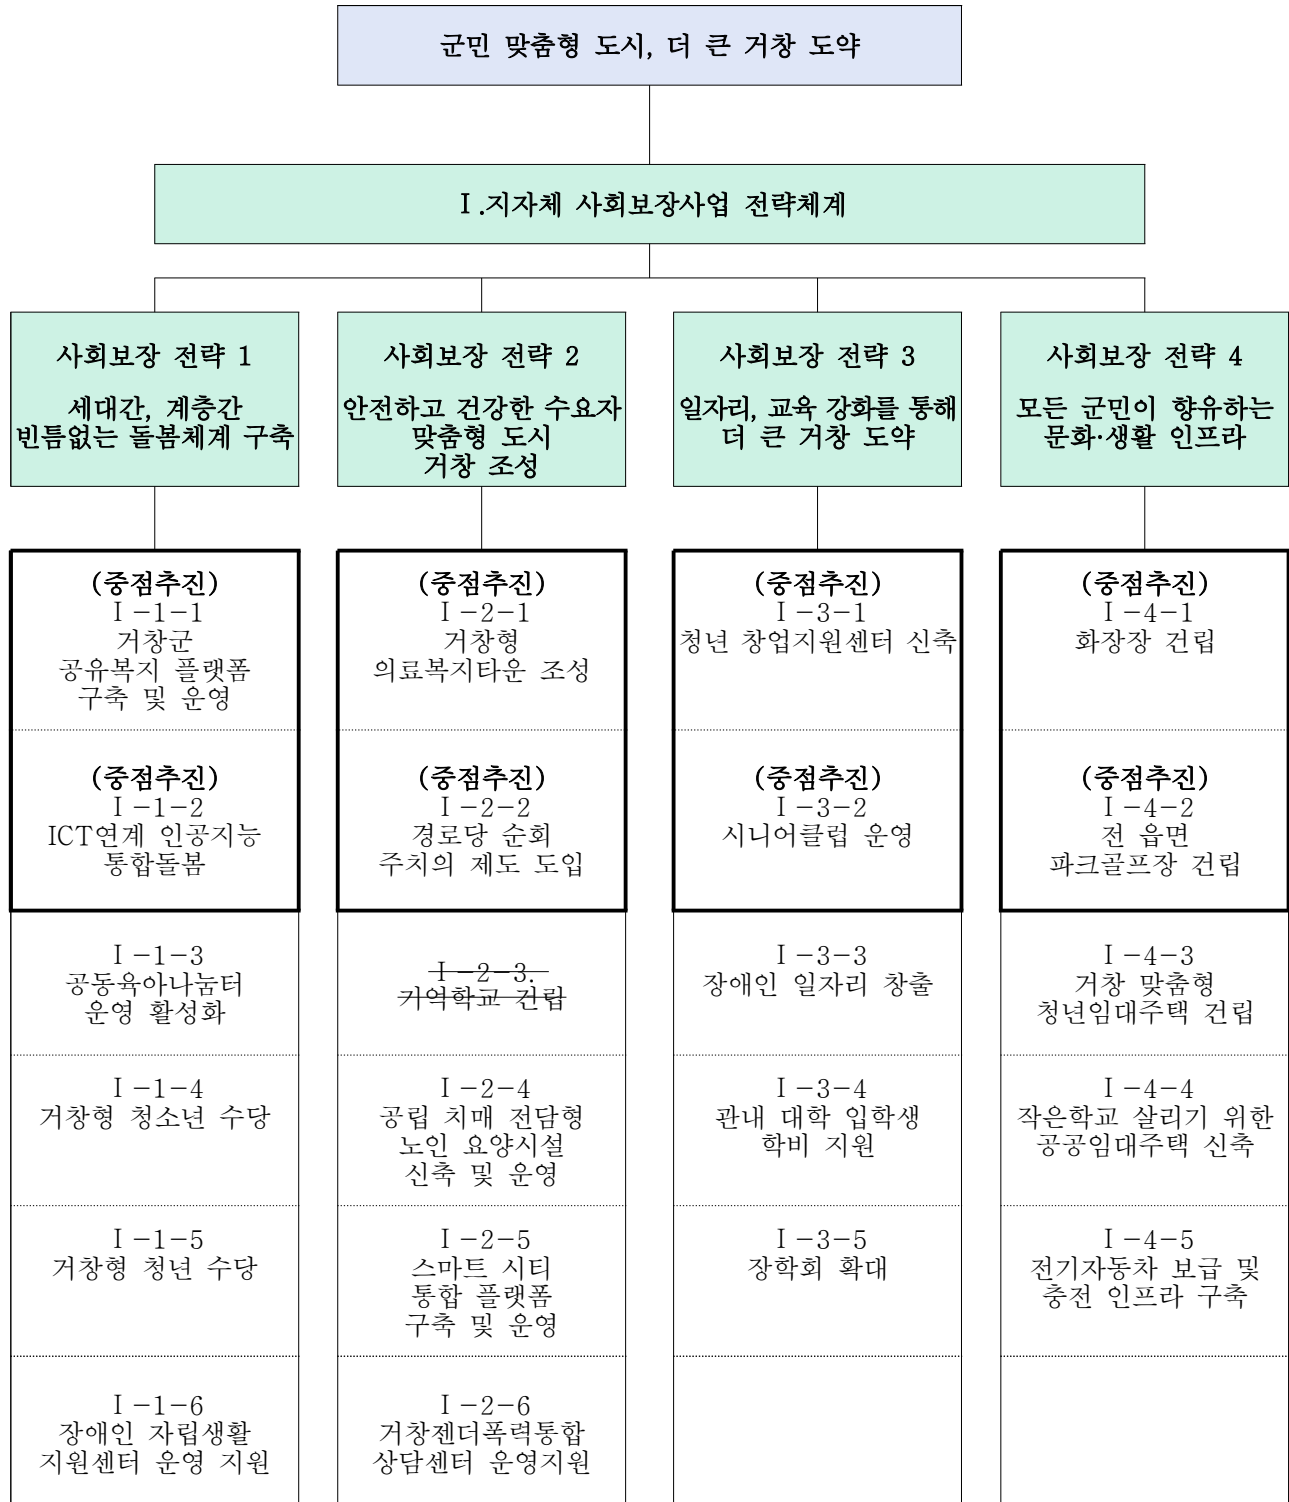 군민 맞춤형 도시, 더 큰 거창 도약
Ⅰ.지자체 사회보장사업 전략체계
사회보장 전략 1
세대간, 계층간
빈틈없는 돌봄체계 구축
사회보장 전략 2
안전하고 건강한 수요자
맞춤형 도시
거창 조성
사회보장 전략 3
일자리, 교육 강화를 통해
더 큰 거창 도약
사회보장 전략 4
모든 군민이 향유하는
문화·생활 인프라
(중점추진)
Ⅰ-1-1
거창군
공유복지 플랫폼
구축 및 운영
(중점추진)
Ⅰ-1-2
ICT연계 인공지능
통합돌봄
Ⅰ-1-3
공동육아나눔터
운영 활성화
Ⅰ-1-4
거창형 청소년 수당
Ⅰ-1-5
거창형 청년 수당
Ⅰ-1-6
장애인 자립생활
지원센터 운영 지원
(중점추진)
Ⅰ-2-1
거창형
의료복지타운 조성
(중점추진)
Ⅰ-2-2
경로당 순회
주치의 제도 도입
Ⅰ-2-3.
기억학교 건립
Ⅰ-2-4
공립 치매 전담형
노인 요양시설
신축 및 운영
Ⅰ-2-5
스마트 시티
통합 플랫폼
구축 및 운영
Ⅰ-2-6
거창젠더폭력통합
상담센터 운영지원
(중점추진)
Ⅰ-3-1
청년 창업지원센터 신축
(중점추진)
Ⅰ-3-2
시니어클럽 운영
Ⅰ-3-3
장애인 일자리 창출
Ⅰ-3-4
관내 대학 입학생
학비 지원
Ⅰ-3-5
장학회 확대
(중점추진)
Ⅰ-4-1
화장장 건립
(중점추진)
Ⅰ-4-2
전 읍면
파크골프장 건립
Ⅰ-4-3
거창 맞춤형
청년임대주택 건립
Ⅰ-4-4
작은학교 살리기 위한
공공임대주택 신축
Ⅰ-4-5
전기자동차 보급 및
충전 인프라 구축